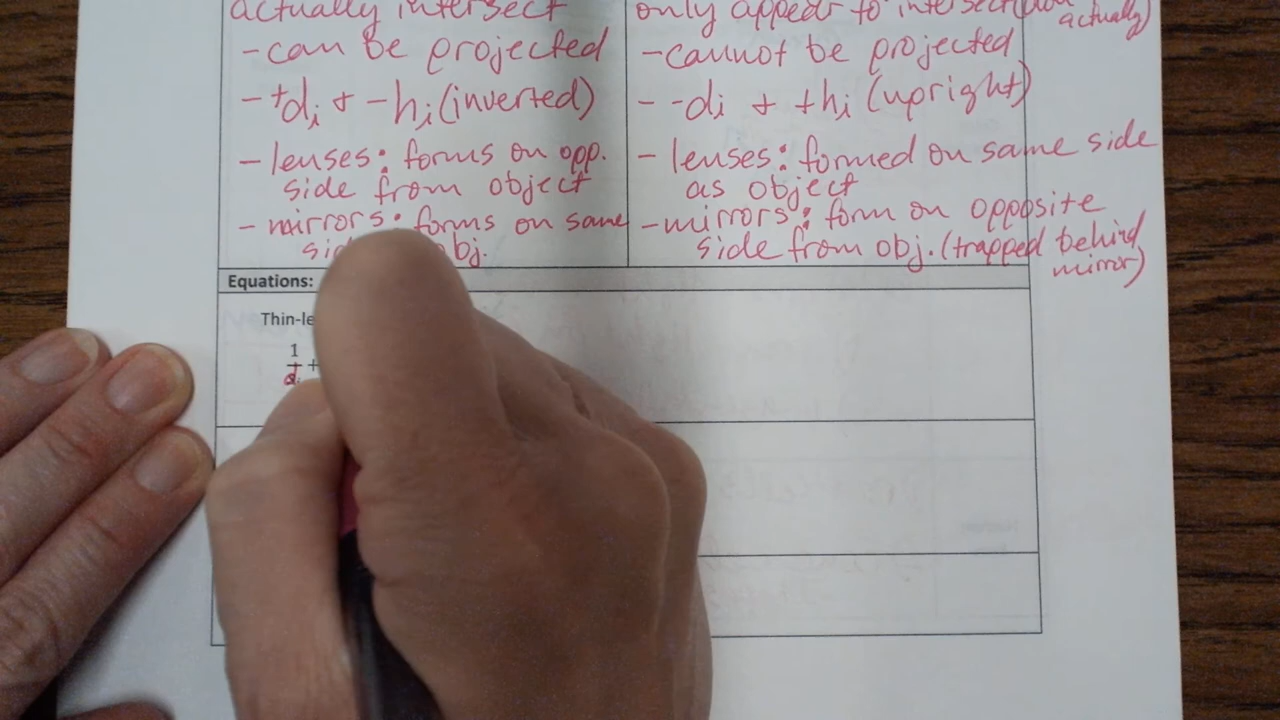 actually intersect
only appear to intersect
actually)
- can be projected
- cannot be projected
- +di + -hi (inverted)
- -di + +hi (upright)
- lenses: forms on opp.
side from object
- lenses: formed on same side
as object
- mirrors: forms on same
obj.
- mirrors: form on opposite
side from obj. (trapped behind
mirror)
Equations:
Thin-le
1
+
d